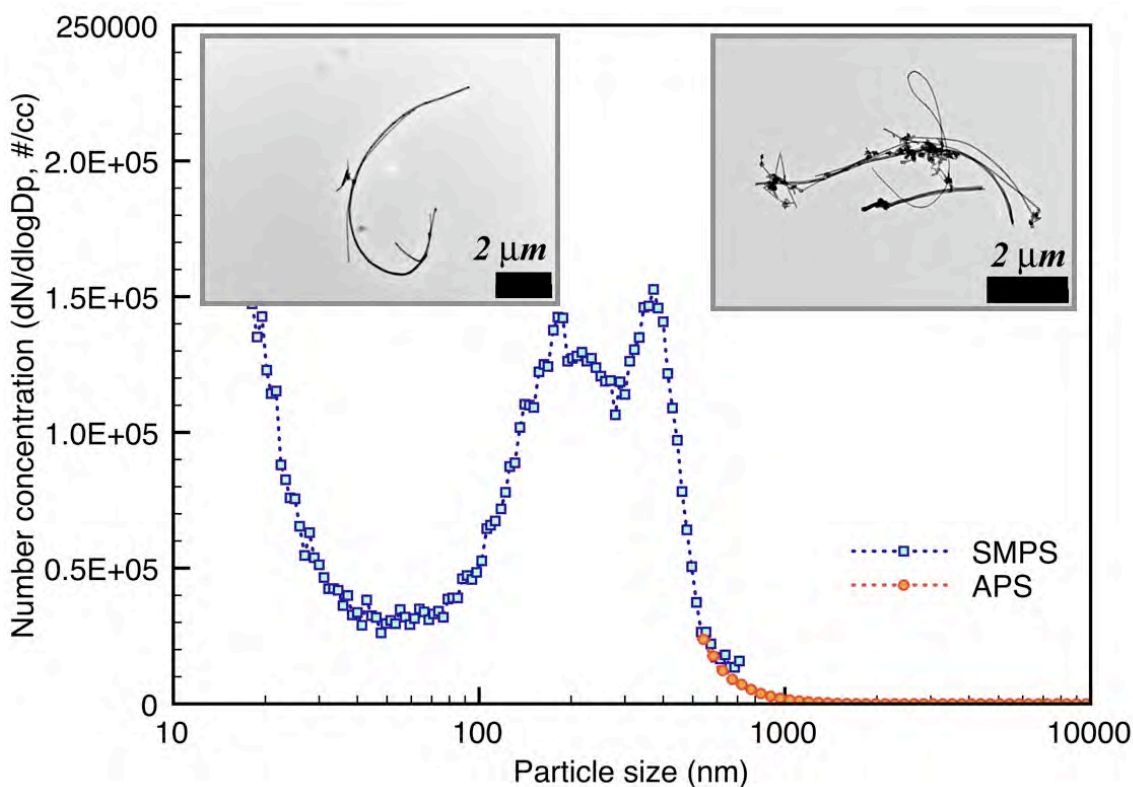 250000
2.0E+05
1.5E+05
1.0E+05
0.5E+05
0
Number concentration (dN/dlogDp, #/cc)
2 μm
2 μm
SMPS
APS
10
100
1000
10000
Particle size (nm)